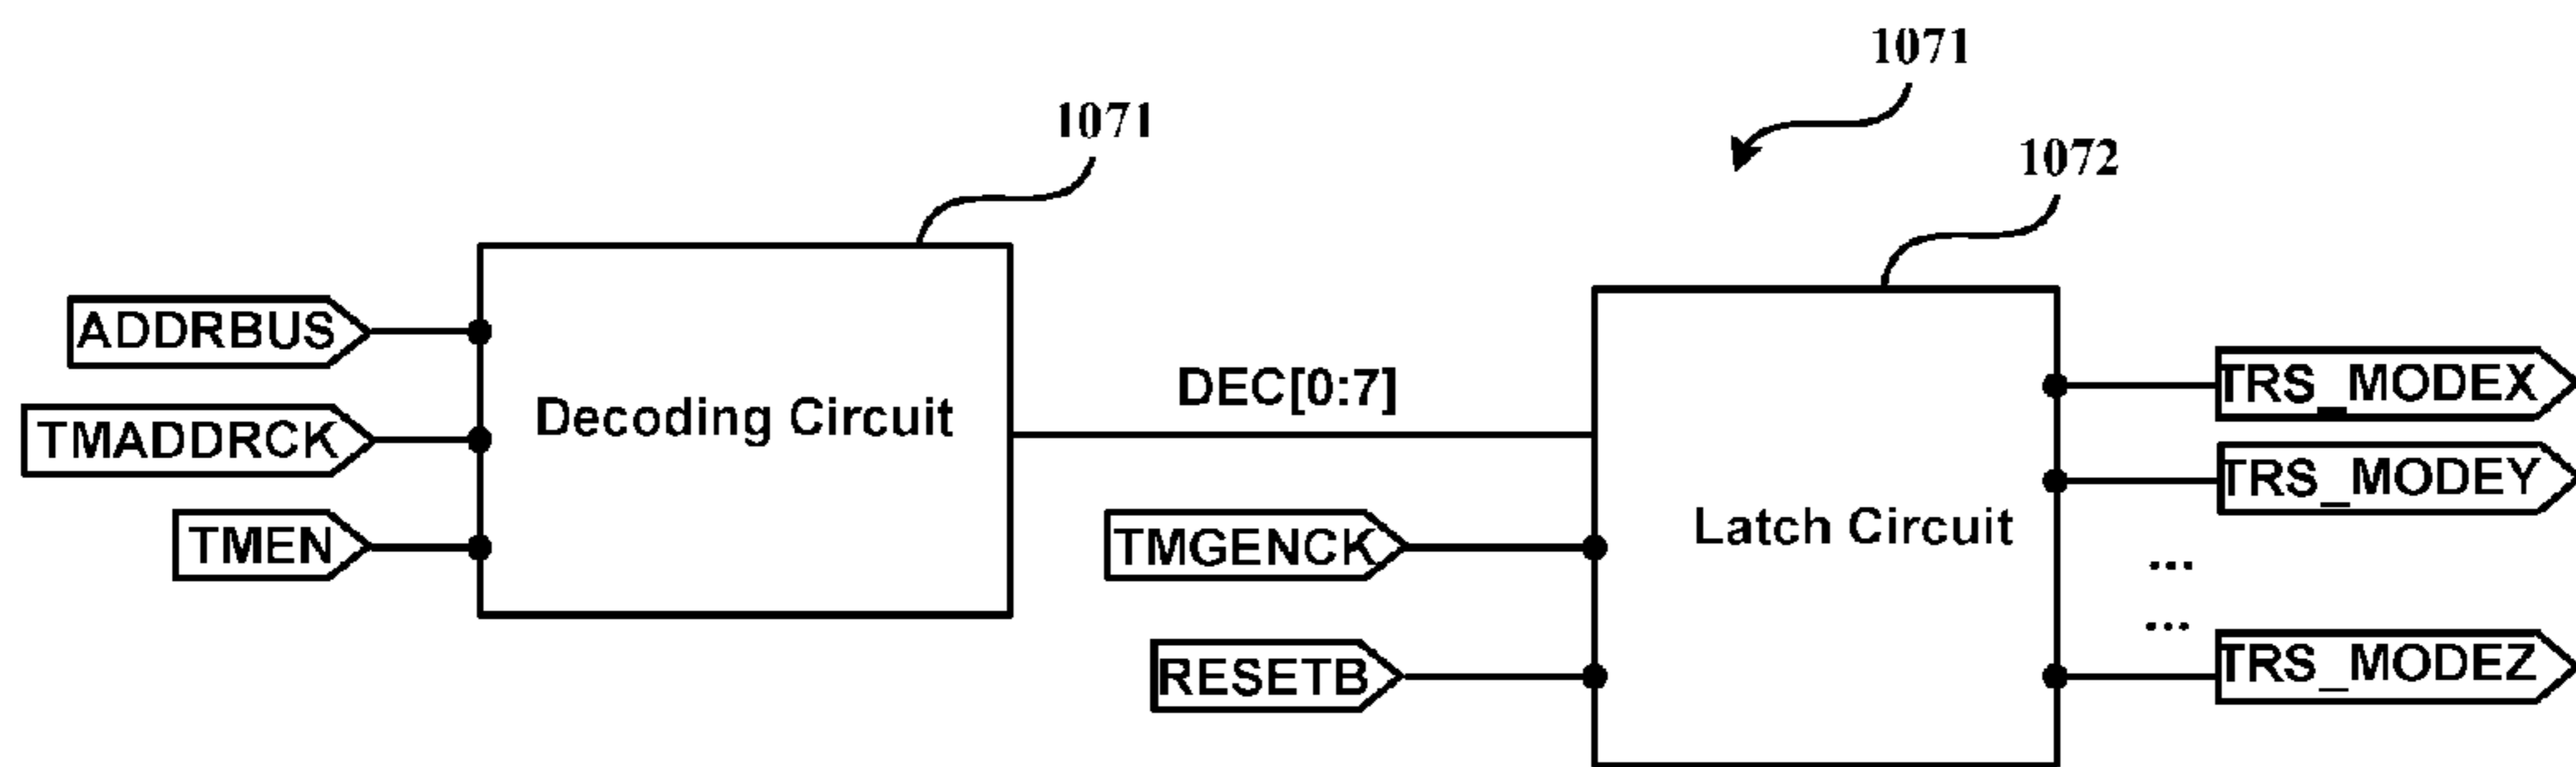 1071
1071
1072
ADDRBUS
TMADDRCK
TMEN
Decoding Circuit
DEC[0:7]
TMGENCK
RESETB
Latch Circuit
TRS_MODEX
TRS_MODEY
...
...
TRS_MODEZ